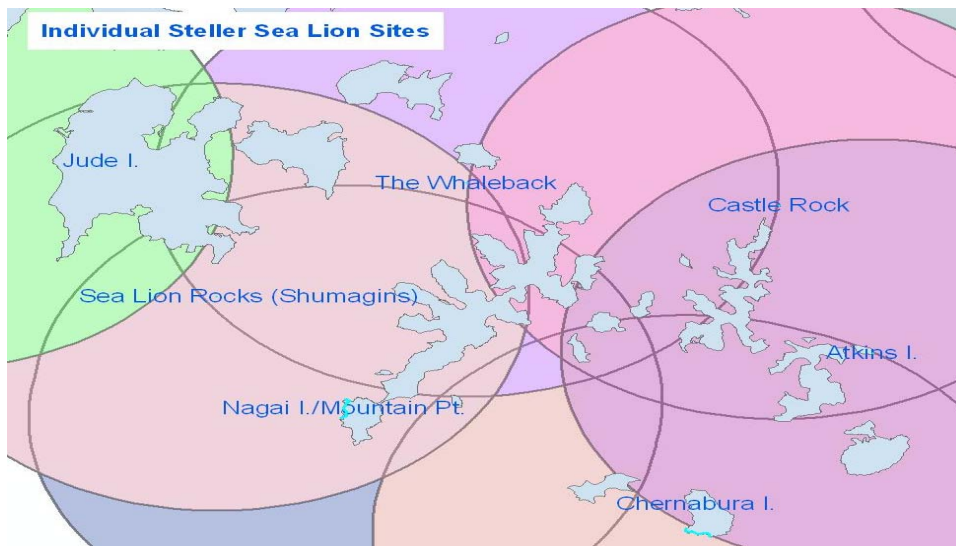 Individual Steller Sea Lion Sites
Jude I.
The Whaleback
Castle Rock
Sea Lion Rocks (Shumagins)
Atkins I.
Nagai I./Mountain Pt.
Chernabura I.